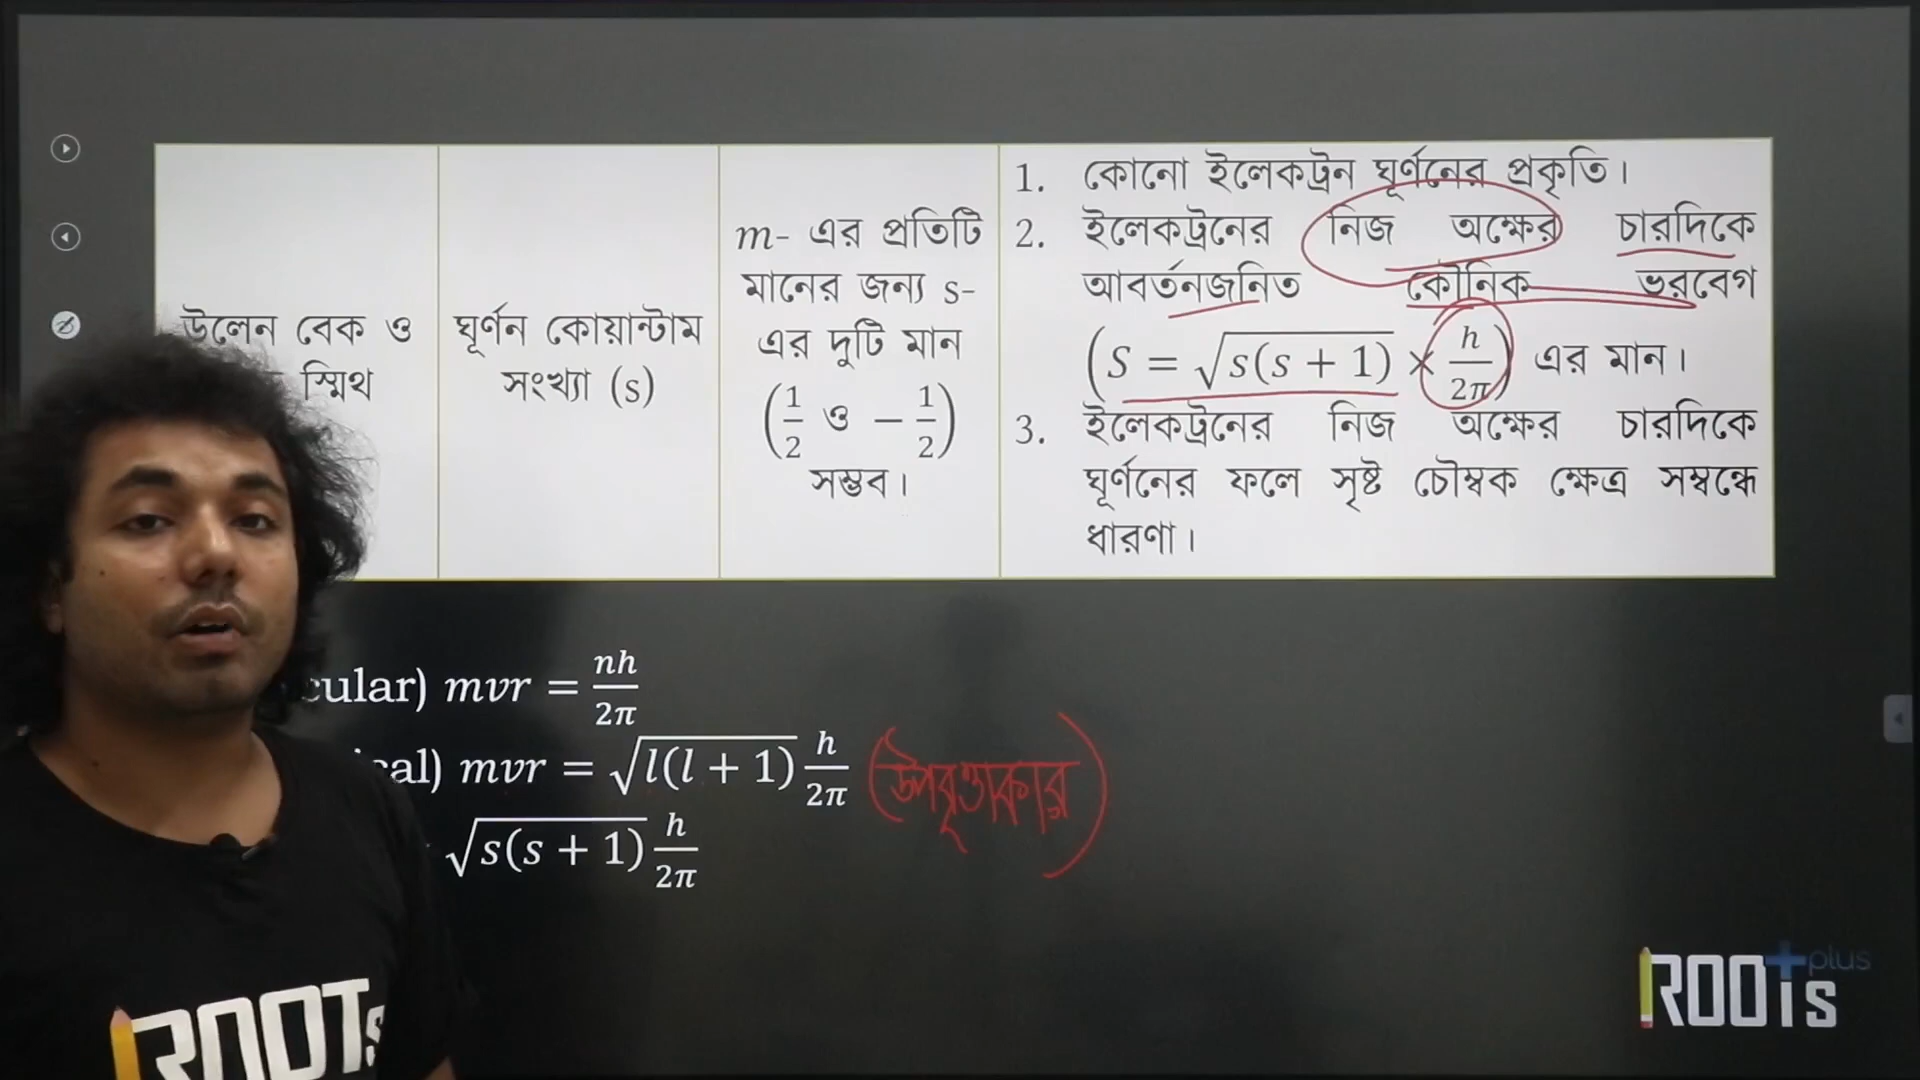 উলেন বেক ও
স্মিথ
ঘূর্ণন কোয়ান্টাম
সংখ্যা (s)
m- এর প্রতিটি
মানের জন্য s-
এর দুটি মান
(1/2 ও − 1/2)
সম্ভব।
1. কোনো ইলেকট্রন ঘূর্ণনের প্রকৃতি।
2. ইলেকট্রনের নিজ অক্ষের চারদিকে
আবর্তনজনিত কৌনিক ভরবেগ
(S = √s(s + 1) × h/2π) এর মান।
3. ইলেকট্রনের নিজ অক্ষের চারদিকে
ঘূর্ণনের ফলে সৃষ্ট চৌম্বক ক্ষেত্র সম্বন্ধে
ধারণা।
cular) mvr = nh/2π
cal) mvr = √l(l + 1) h/2π (উপবৃত্তাকার)
√s(s + 1) h/2π
ROOTs
ROOTs plus